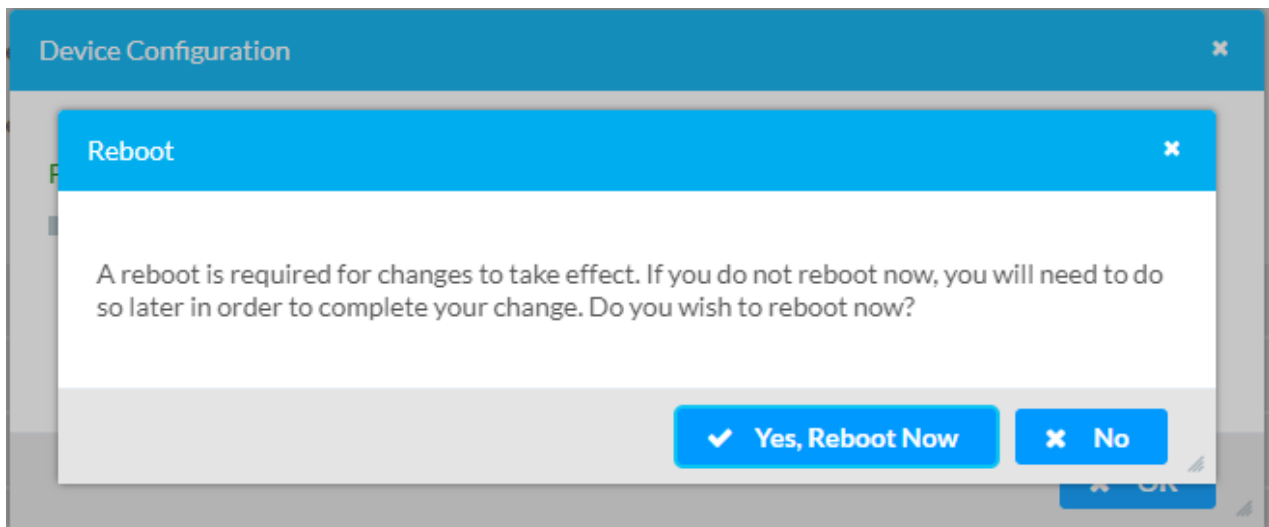 Device Configuration
Reboot
A reboot is required for changes to take effect. If you do not reboot now, you will need to do
so later in order to complete your change. Do you wish to reboot now?
Yes, Reboot Now
No
OK